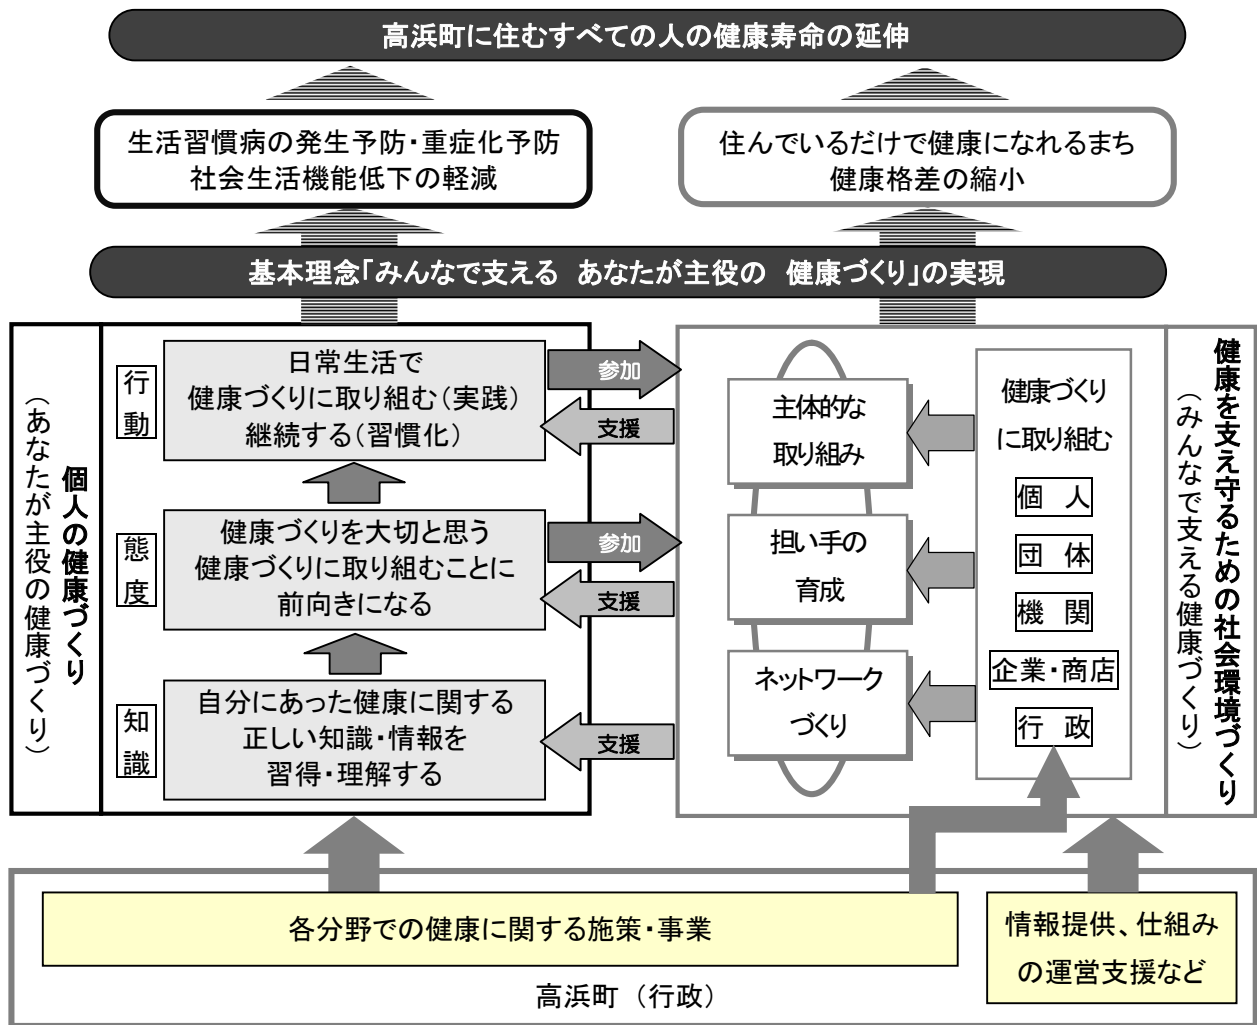 高浜町に住むすべての人の健康寿命の延伸
生活習慣病の発生予防・重症化予防
社会生活機能低下の軽減
住んでいるだけで健康になれるまち
健康格差の縮小
基本理念「みんなで支える　あなたが主役の　健康づくり」の実現
個人の健康づくり
（あなたが主役の健康づくり）
行動
日常生活で
健康づくりに取り組む（実践）
継続する（習慣化）
態度
健康づくりを大切と思う
健康づくりに取り組むことに
前向きになる
知識
自分にあった健康に関する
正しい知識・情報を
習得・理解する
参加
支援
参加
支援
支援
主体的な
取り組み
担い手の
育成
ネットワーク
づくり
健康づくり
に取り組む
個　人
団　体
機　関
企業・商店
行　政
健康を支え守るための社会環境づくり
（みんなで支える健康づくり）
各分野での健康に関する施策・事業
情報提供、仕組み
の運営支援など
高浜町　（行政）